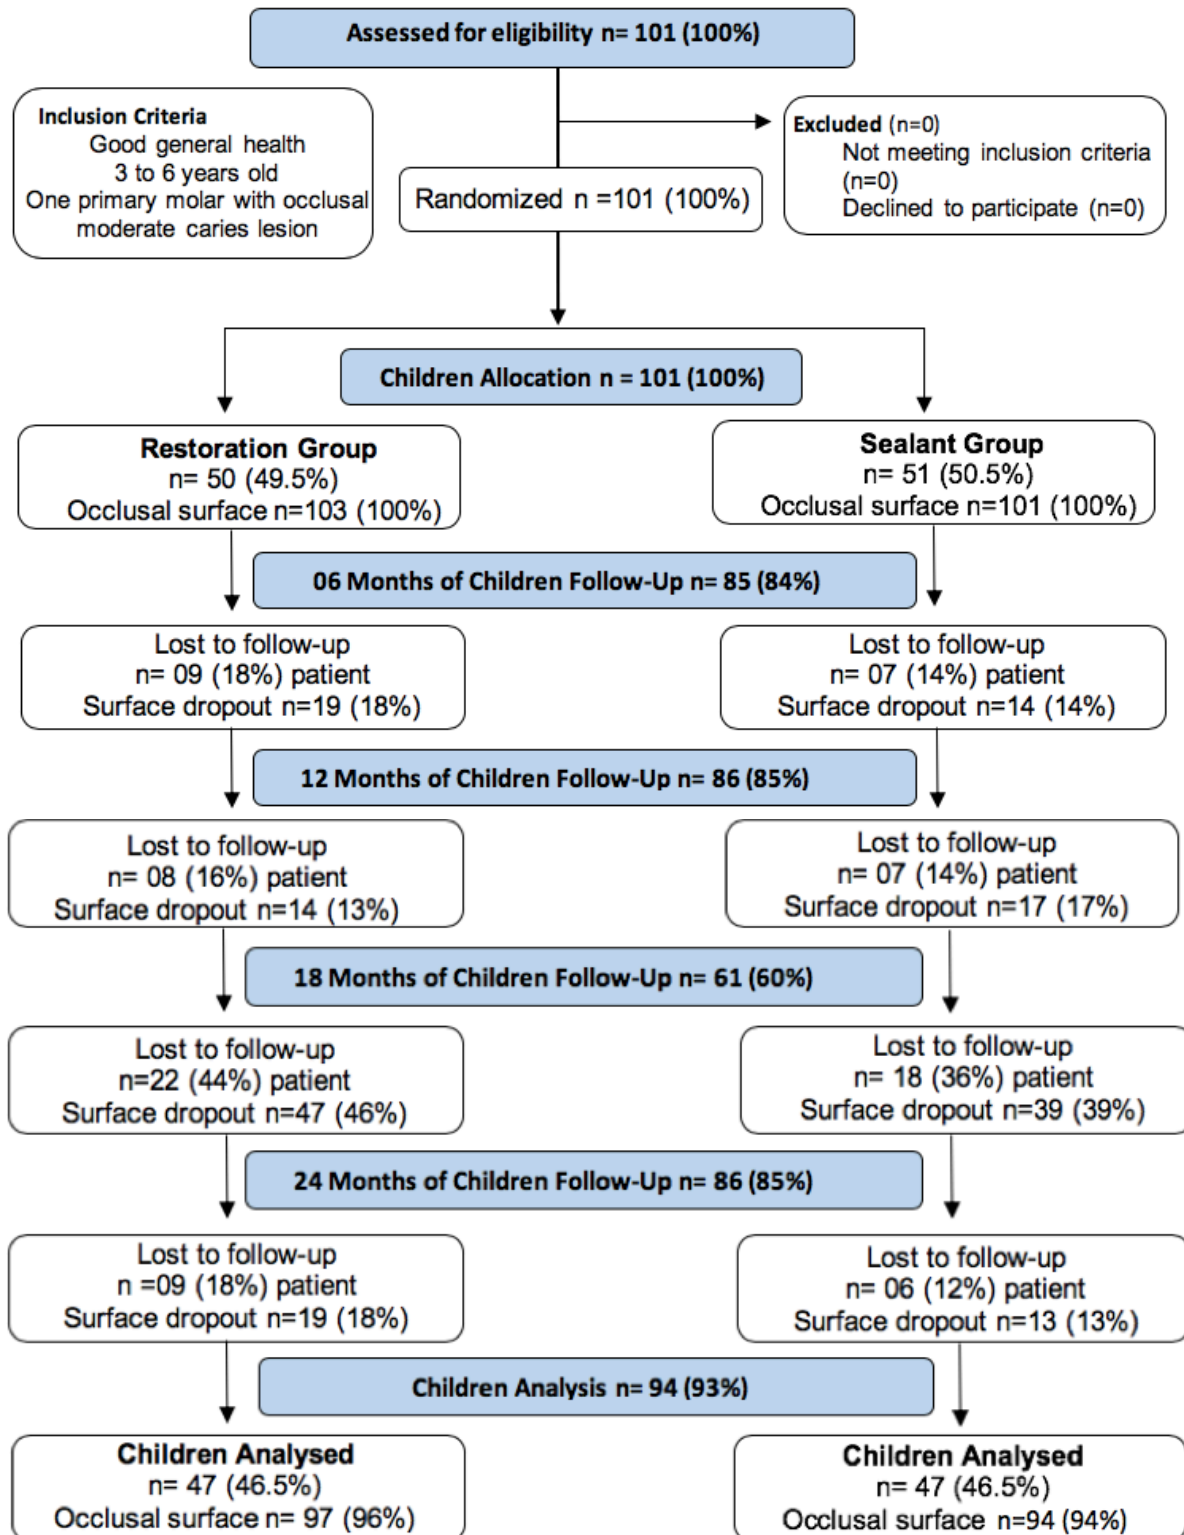 Assessed for eligibility n= 101 (100%)
Inclusion Criteria
Good general health
3 to 6 years old
One primary molar with occlusal
moderate caries lesion
Excluded (n=0)
Not meeting inclusion criteria
(n=0)
Declined to participate (n=0)
Randomized n =101 (100%)
Children Allocation n = 101 (100%)
Restoration Group
n= 50 (49.5%)
Occlusal surface n=103 (100%)
Sealant Group
n= 51 (50.5%)
Occlusal surface n=101 (100%)
06 Months of Children Follow-Up n= 85 (84%)
Lost to follow-up
n= 09 (18%) patient
Surface dropout n=19 (18%)
Lost to follow-up
n= 07 (14%) patient
Surface dropout n=14 (14%)
12 Months of Children Follow-Up n= 86 (85%)
Lost to follow-up
n= 08 (16%) patient
Surface dropout n=14 (13%)
Lost to follow-up
n= 07 (14%) patient
Surface dropout n=17 (17%)
18 Months of Children Follow-Up n= 61 (60%)
Lost to follow-up
n=22 (44%) patient
Surface dropout n=47 (46%)
Lost to follow-up
n= 18 (36%) patient
Surface dropout n=39 (39%)
24 Months of Children Follow-Up n= 86 (85%)
Lost to follow-up
n =09 (18%) patient
Surface dropout n=19 (18%)
Lost to follow-up
n= 06 (12%) patient
Surface dropout n=13 (13%)
Children Analysis n= 94 (93%)
Children Analysed
n= 47 (46.5%)
Occlusal surface n= 97 (96%)
Children Analysed
n= 47 (46.5%)
Occlusal surface n=94 (94%)